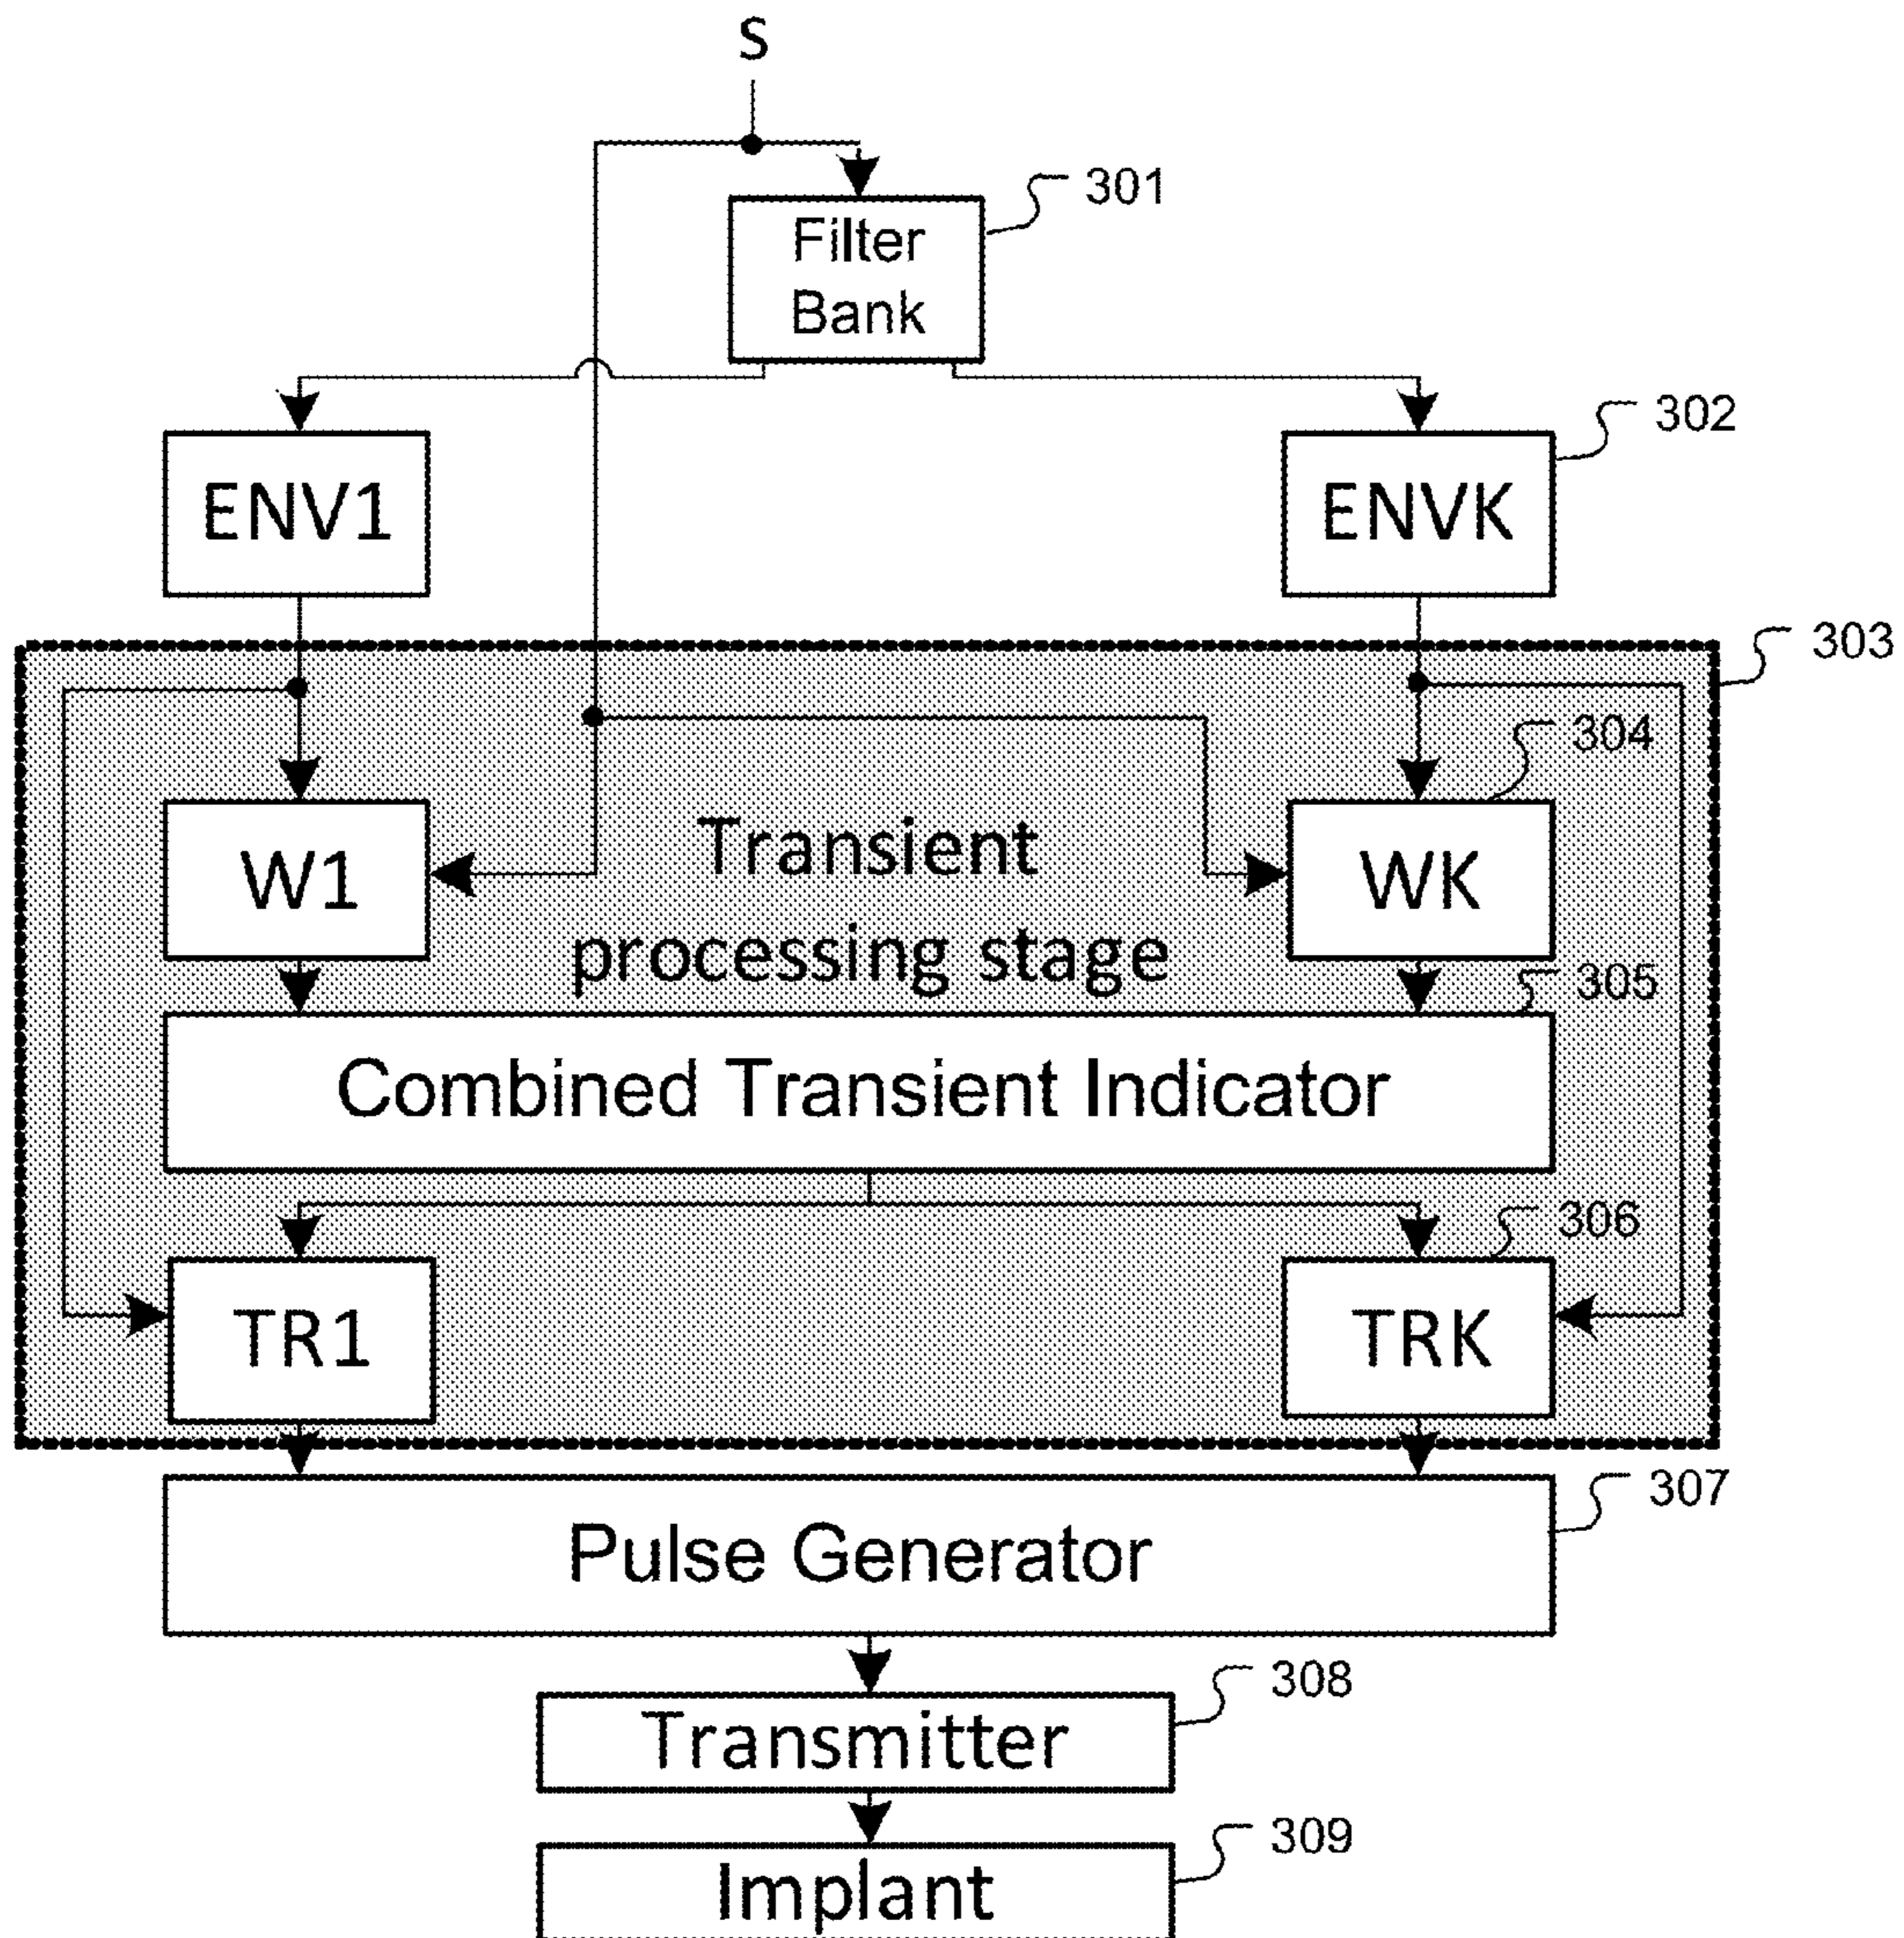 S
301
Filter
Bank
302
ENV1
ENVK
303
304
W1
Transient
processing stage
WK
305
Combined Transient Indicator
306
TR1
TRK
307
Pulse Generator
308
Transmitter
309
Implant